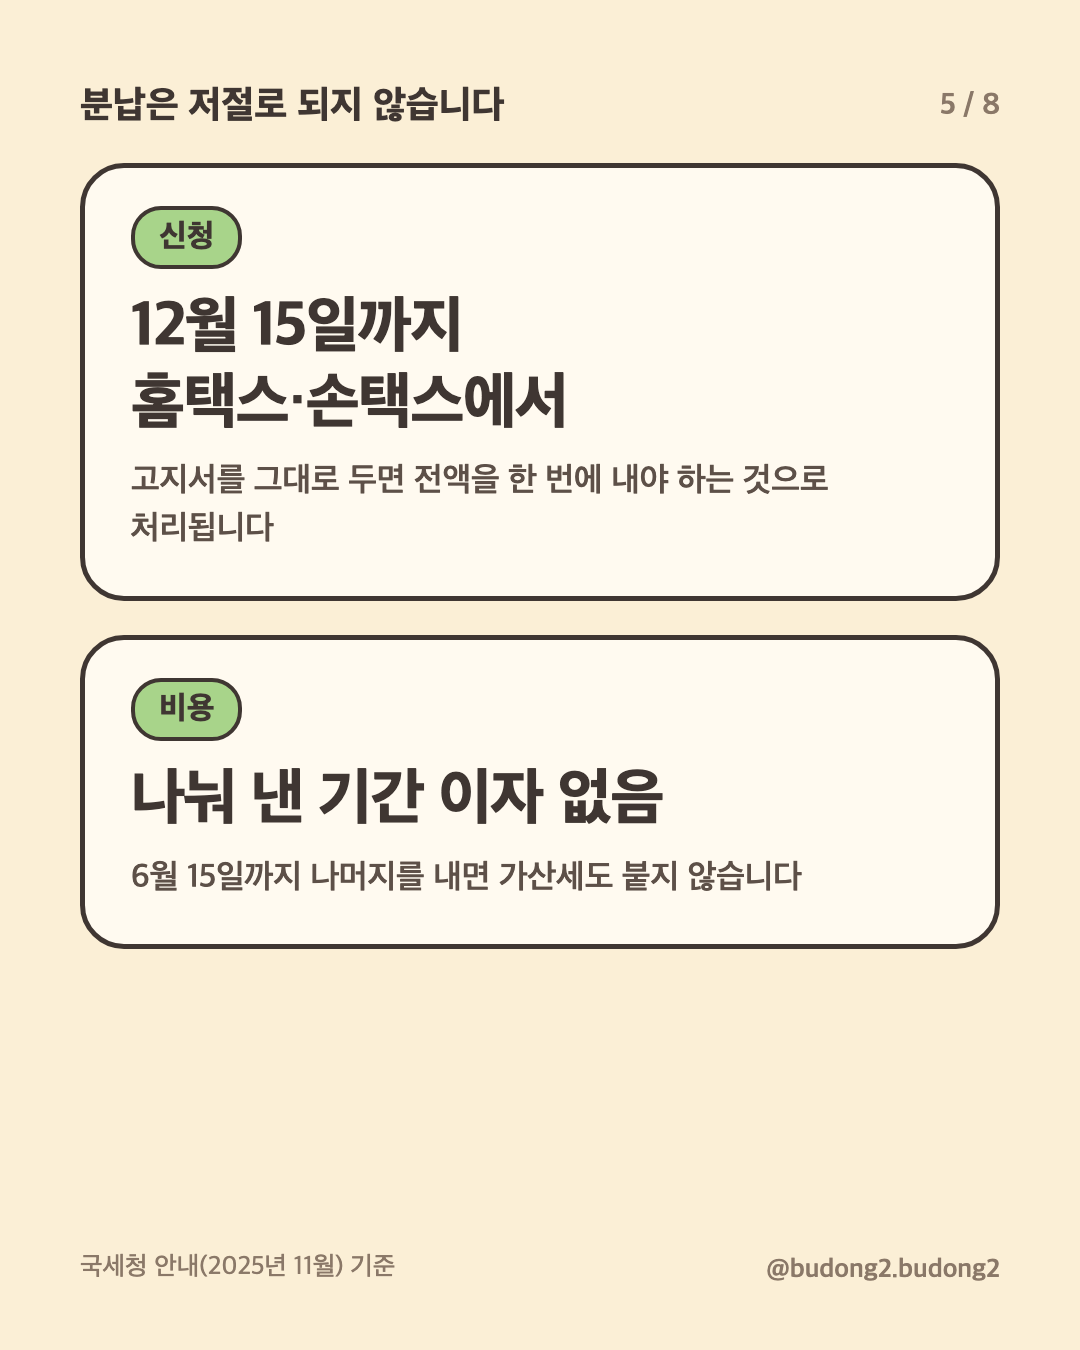 분납은 저절로 되지 않습니다
5 / 8
신청
12월 15일까지
홈택스·손택스에서
고지서를 그대로 두면 전액을 한 번에 내야 하는 것으로
처리됩니다
비용
나눠 낸 기간 이자 없음
6월 15일까지 나머지를 내면 가산세도 붙지 않습니다
국세청 안내(2025년 11월) 기준
@budong2.budong2